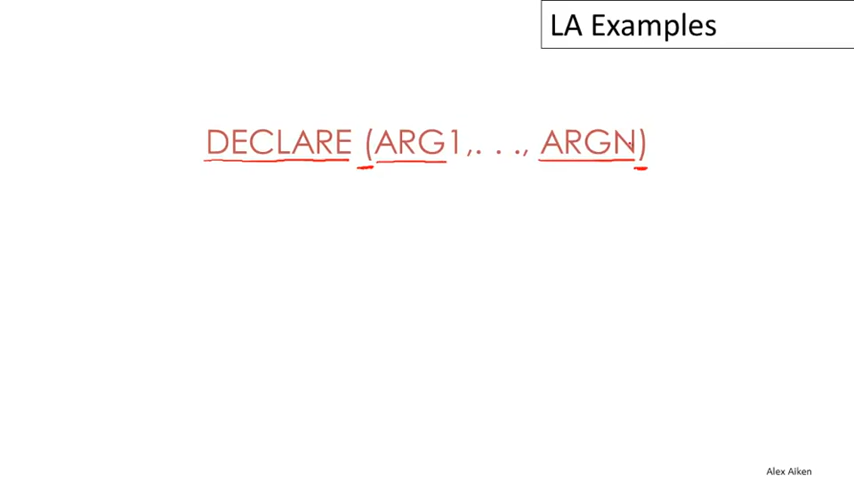 LA Examples
DECLARE (ARG1,. . ., ARGN)
Alex Aiken